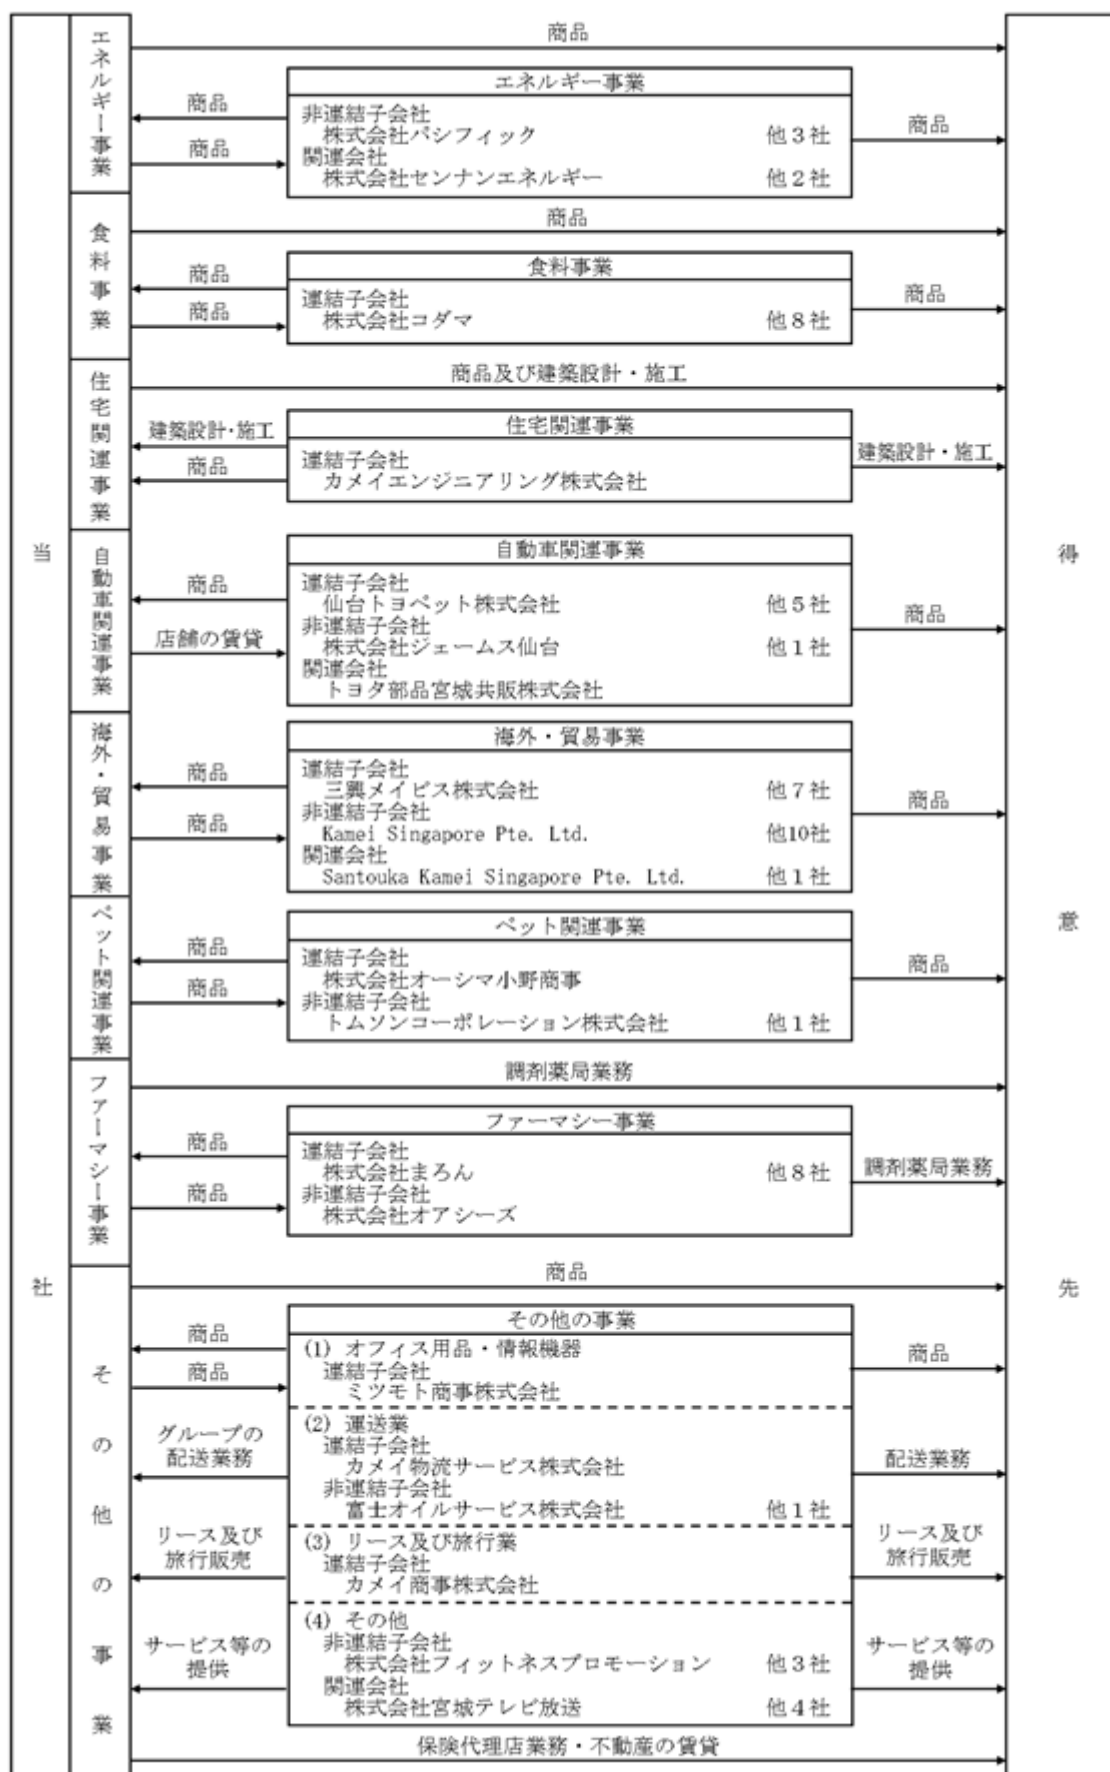 当社
得意先
エネルギー事業
商品
エネルギー事業
商品
商品
非連結子会社
株式会社パシフィック 他3社
関連会社
株式会社センナンエネルギー 他2社
商品
食料事業
商品
食料事業
商品
商品
連結子会社
株式会社コダマ 他8社
商品
住宅関連事業
商品及び建築設計・施工
住宅関連事業
建築設計・施工
商品
連結子会社
カメイエンジニアリング株式会社
建築設計・施工
自動車関連事業
自動車関連事業
商品
店舗の賃貸
連結子会社
仙台トヨペット株式会社 他5社
非連結子会社
株式会社ジェームス仙台 他1社
関連会社
トヨタ部品宮城共販株式会社
商品
海外・貿易事業
海外・貿易事業
商品
商品
連結子会社
三興メイビス株式会社 他7社
非連結子会社
Kamei Singapore Pte. Ltd. 他10社
関連会社
Santouka Kamei Singapore Pte. Ltd. 他1社
商品
ペット関連事業
ペット関連事業
商品
商品
連結子会社
株式会社オーシマ小野商事
非連結子会社
トムソンコーポレーション株式会社 他1社
商品
ファーマシー事業
調剤薬局業務
ファーマシー事業
商品
商品
連結子会社
株式会社まろん 他8社
非連結子会社
株式会社オアシーズ
調剤薬局業務
その他の事業
商品
その他の事業
商品
商品
(1) オフィス用品・情報機器
連結子会社
ミツモト商事株式会社
商品
グループの
配送業務
(2) 運送業
連結子会社
カメイ物流サービス株式会社
非連結子会社
富士オイルサービス株式会社 他1社
配送業務
リース及び
旅行販売
(3) リース及び旅行業
連結子会社
カメイ商事株式会社
リース及び
旅行販売
サービス等の
提供
(4) その他
非連結子会社
株式会社フィットネスプロモーション 他3社
関連会社
株式会社宮城テレビ放送 他4社
サービス等の
提供
保険代理店業務・不動産の賃貸